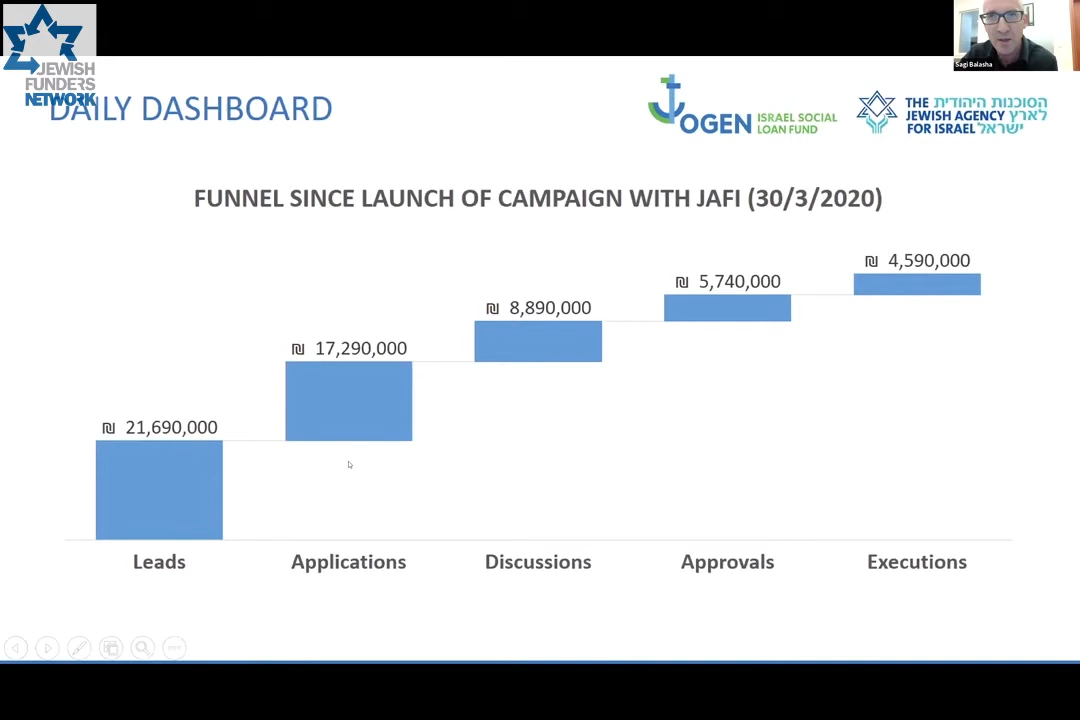 JEWISH
FUNDERS
NETWORK
DAILY DASHBOARD
OGEN
ISRAEL SOCIAL
LOAN FUND
THE
JEWISH AGENCY
FOR ISRAEL
הסוכנות היהודית
לארץ
ישראל
Sagi Balasha
FUNNEL SINCE LAUNCH OF CAMPAIGN WITH JAFI (30/3/2020)
₪ 21,690,000
₪ 17,290,000
₪ 8,890,000
₪ 5,740,000
₪ 4,590,000
Leads
Applications
Discussions
Approvals
Executions